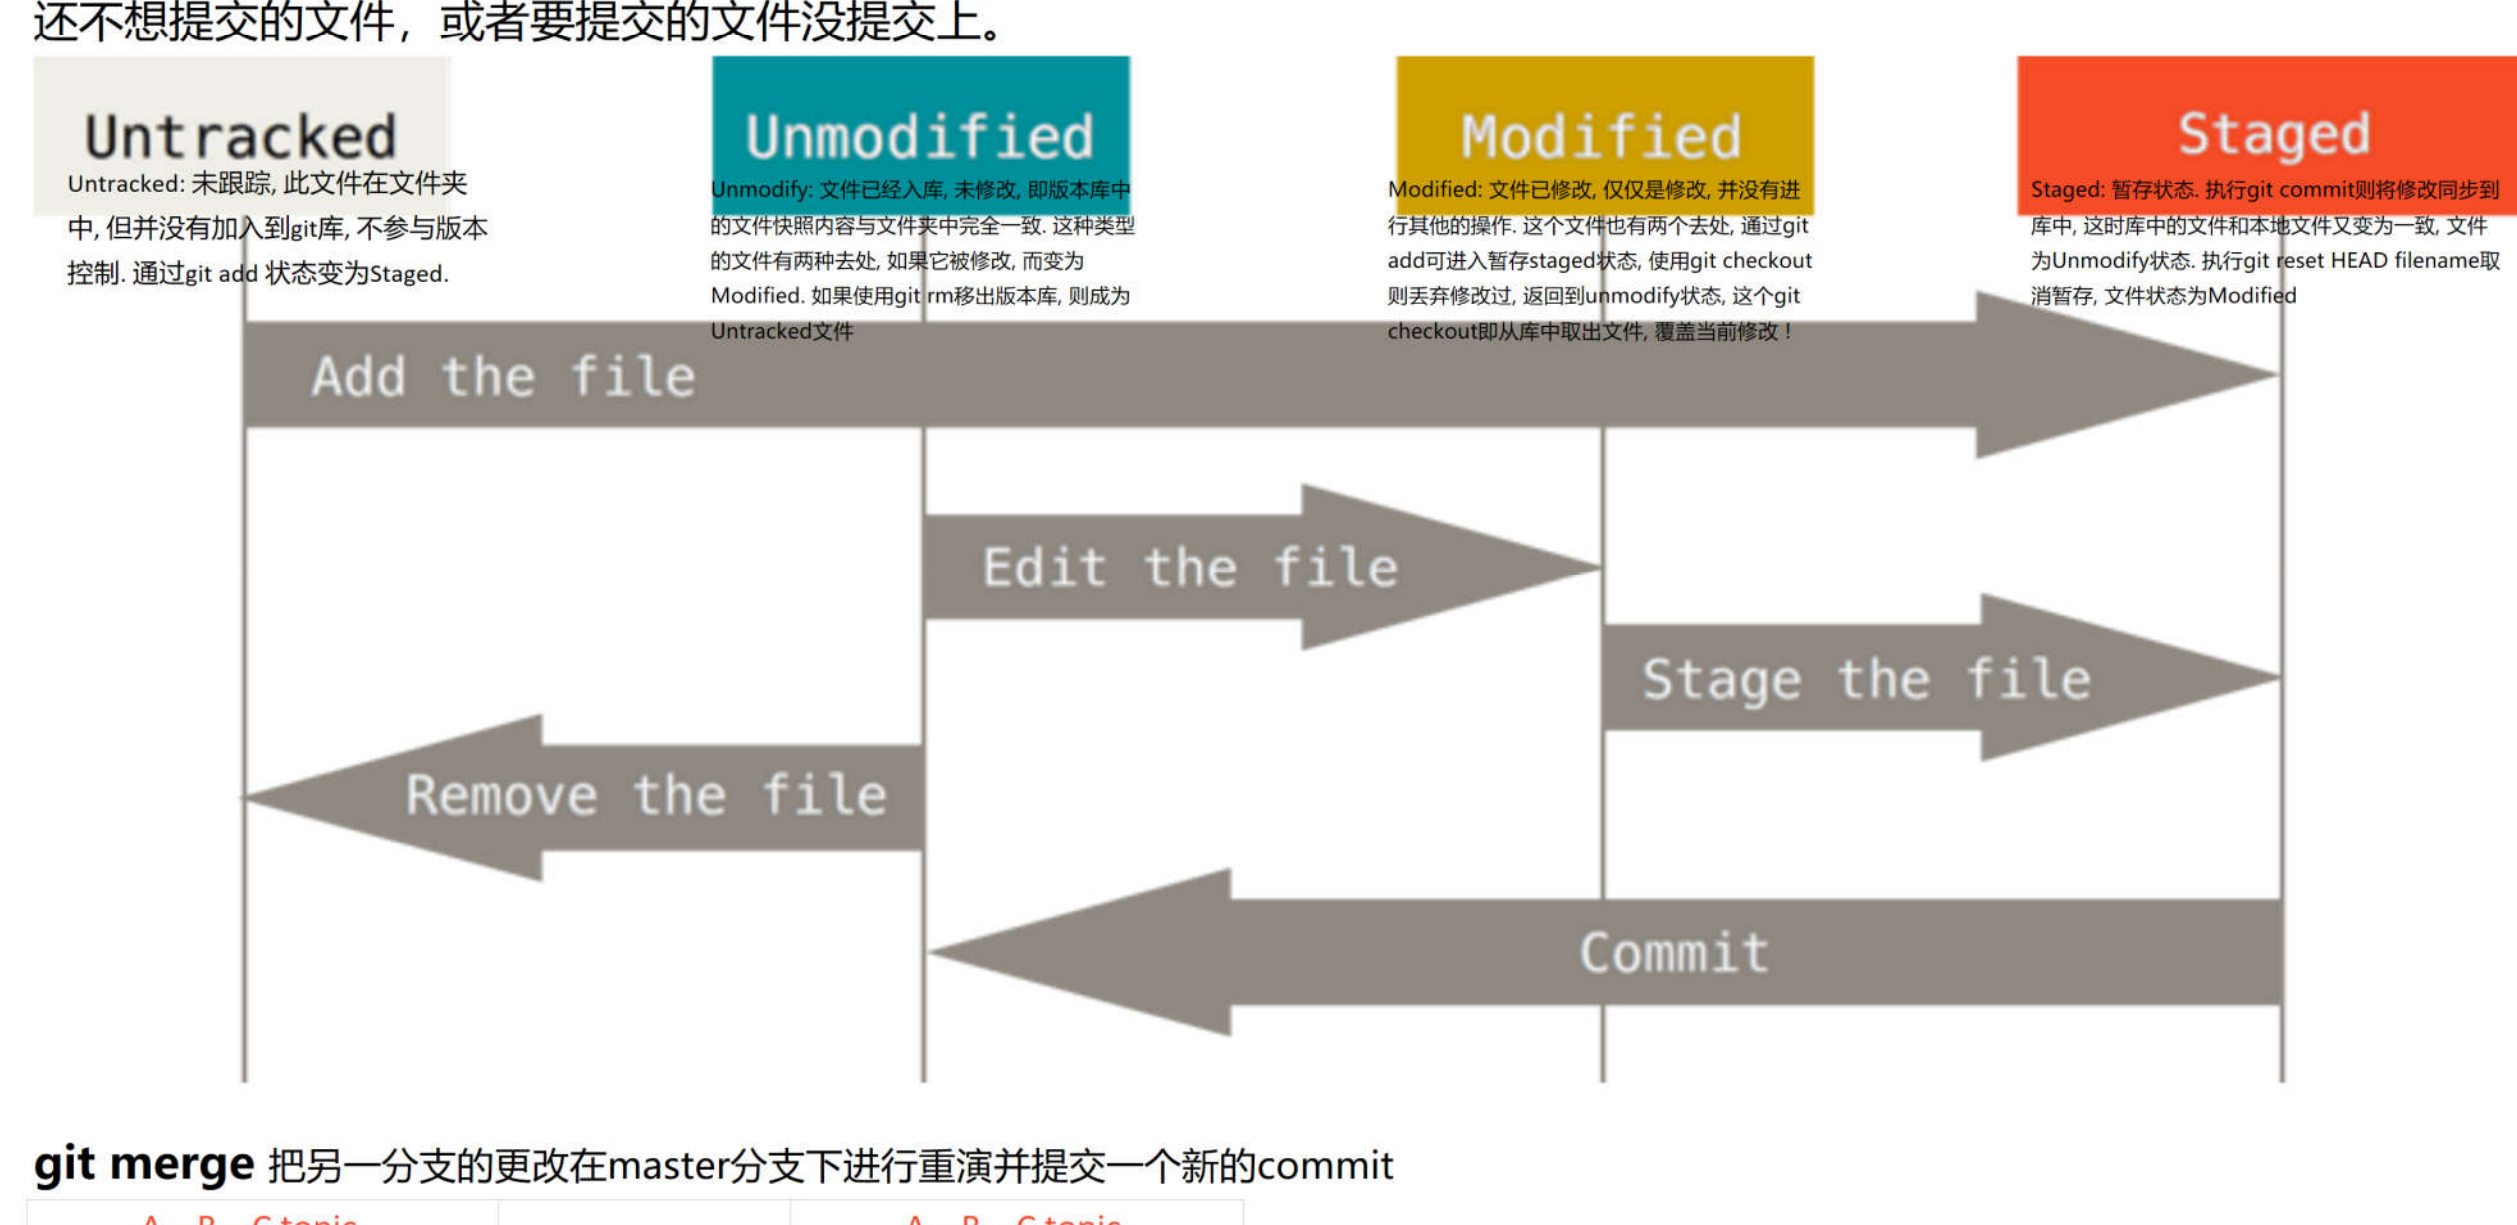 还不想提交的文件，或者要提交的文件没提交上。
Untracked
Untracked: 未跟踪, 此文件在文件夹
中, 但并没有加入到git库, 不参与版本
控制. 通过git add 状态变为Staged.
Unmodified
Unmodify: 文件已经入库, 未修改, 即版本库中
的文件快照内容与文件夹中完全一致. 这种类型
的文件有两种去处, 如果它被修改, 而变为
Modified. 如果使用git rm移出版本库, 则成为
Untracked文件
Modified
Modified: 文件已修改, 仅仅是修改, 并没有进
行其他的操作. 这个文件也有两个去处, 通过git
add可进入暂存staged状态, 使用git checkout
则丢弃修改过, 返回到unmodify状态, 这个git
checkout即从库中取出文件, 覆盖当前修改！
Staged
Staged: 暂存状态. 执行git commit则将修改同步到
库中, 这时库中的文件和本地文件又变为一致, 文件
为Unmodify状态. 执行git reset HEAD filename取
消暂存, 文件状态为Modified
Add the file
Edit the file
Stage the file
Remove the file
Commit
git merge 把另一分支的更改在master分支下进行重演并提交一个新的commit
A B C topic
A B C topic